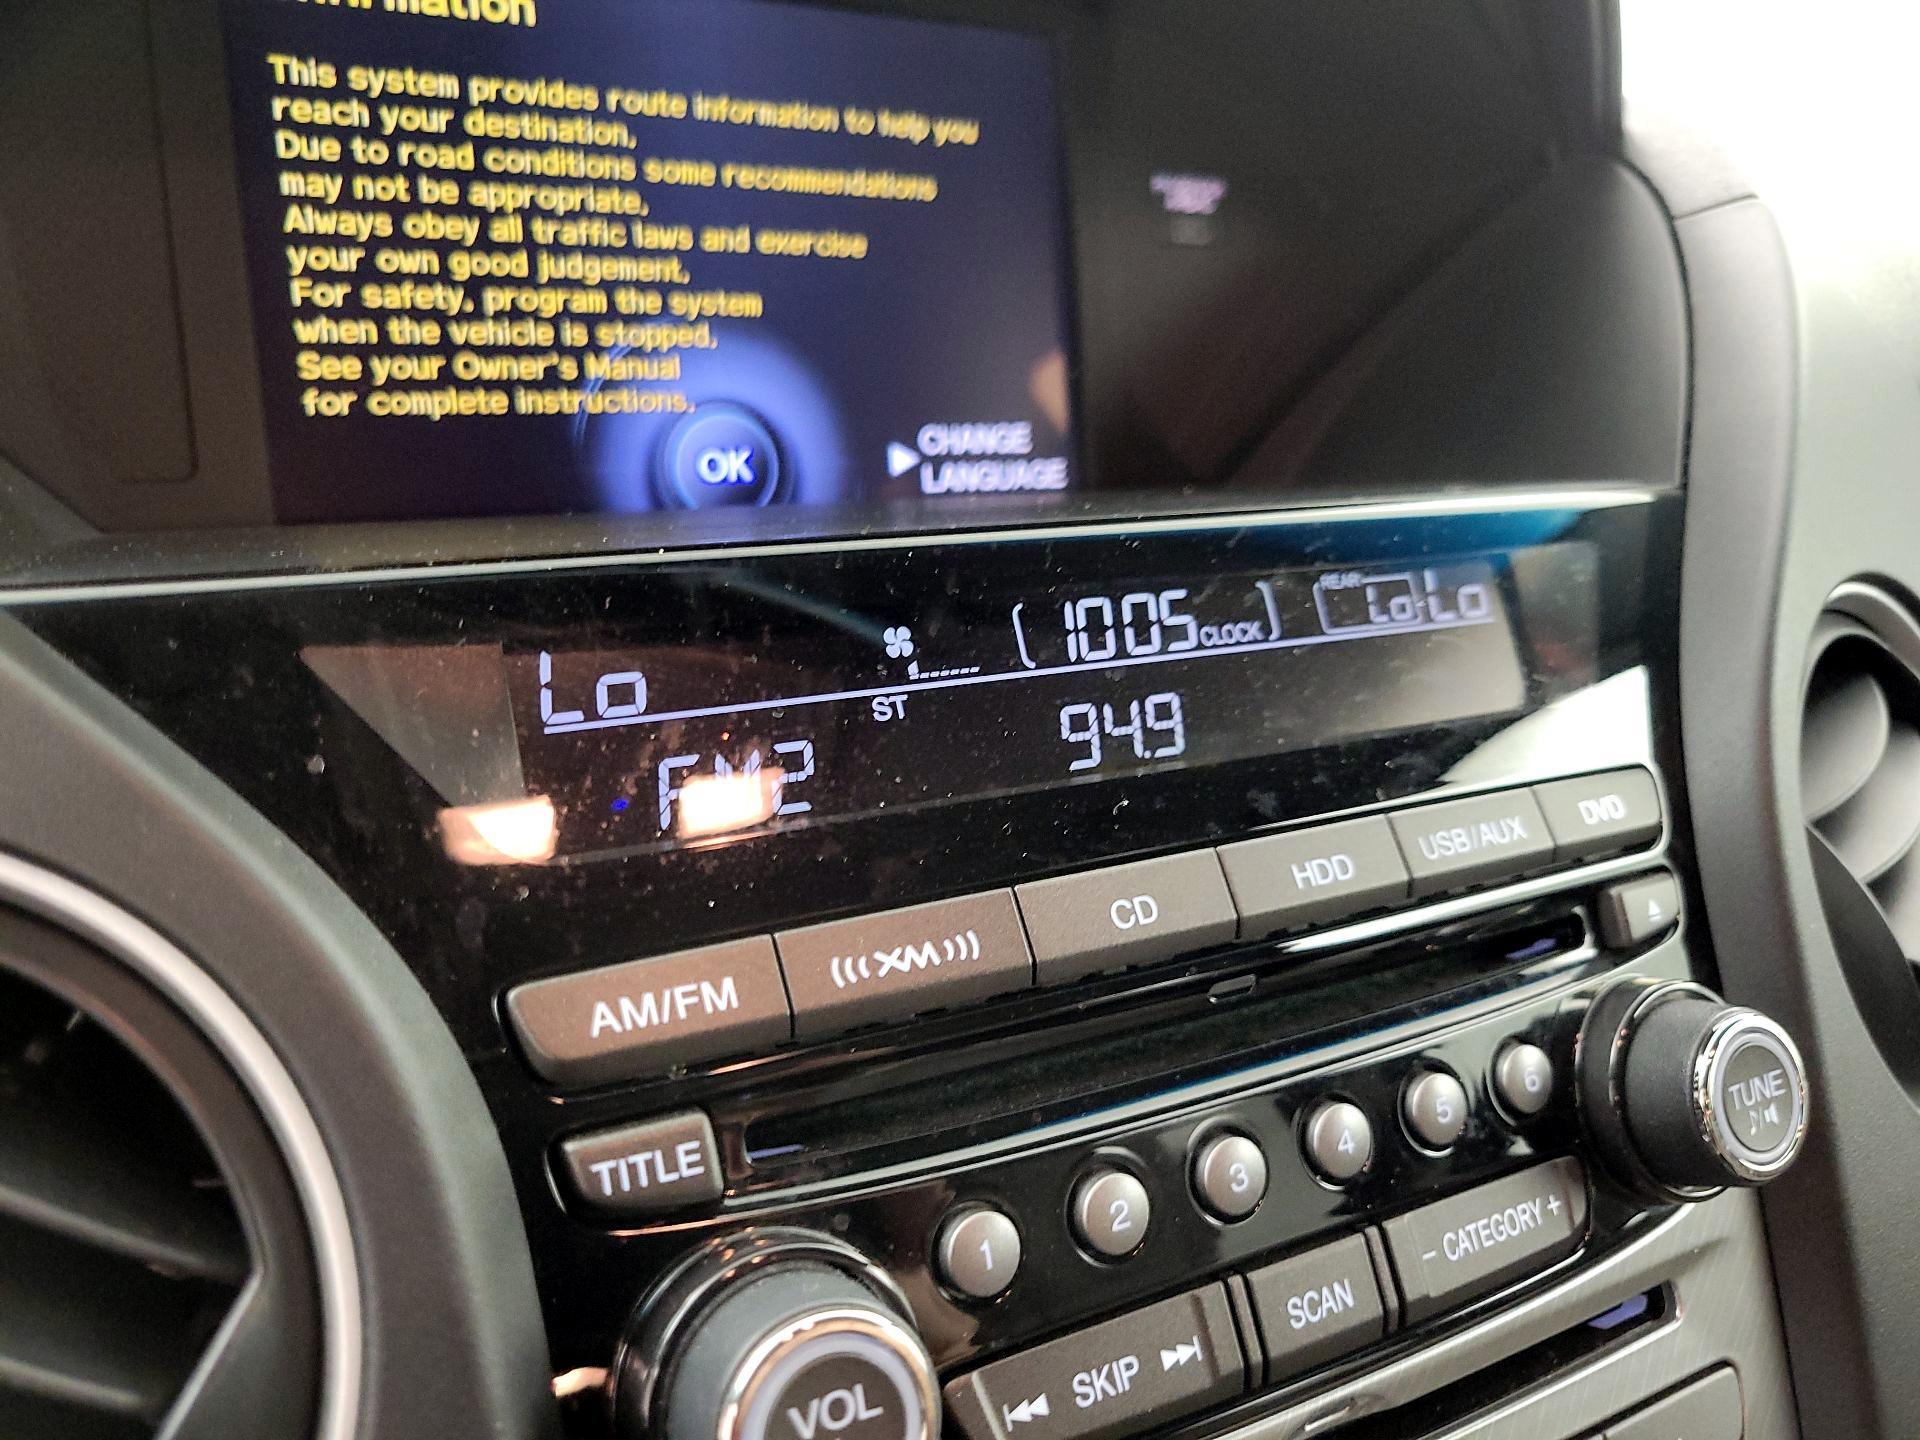 This system provides route information to help you
reach your destination.
Due to road conditions some recommendations
may not be appropriate.
Always obey all traffic laws and exercise
your own good judgement.
For safety, program the system
when the vehicle is stopped.
See your Owner's Manual
for complete instructions.
OK
CHANGE
LANGUAGE
Lo
1005 CLOCK
REAR
Lo Lo
ST
FM2
94.9
AM/FM
XM
CD
HDD
USB/AUX
DVD
TITLE
1
2
3
4
5
6
TUNE
VOL
SKIP
SCAN
- CATEGORY +